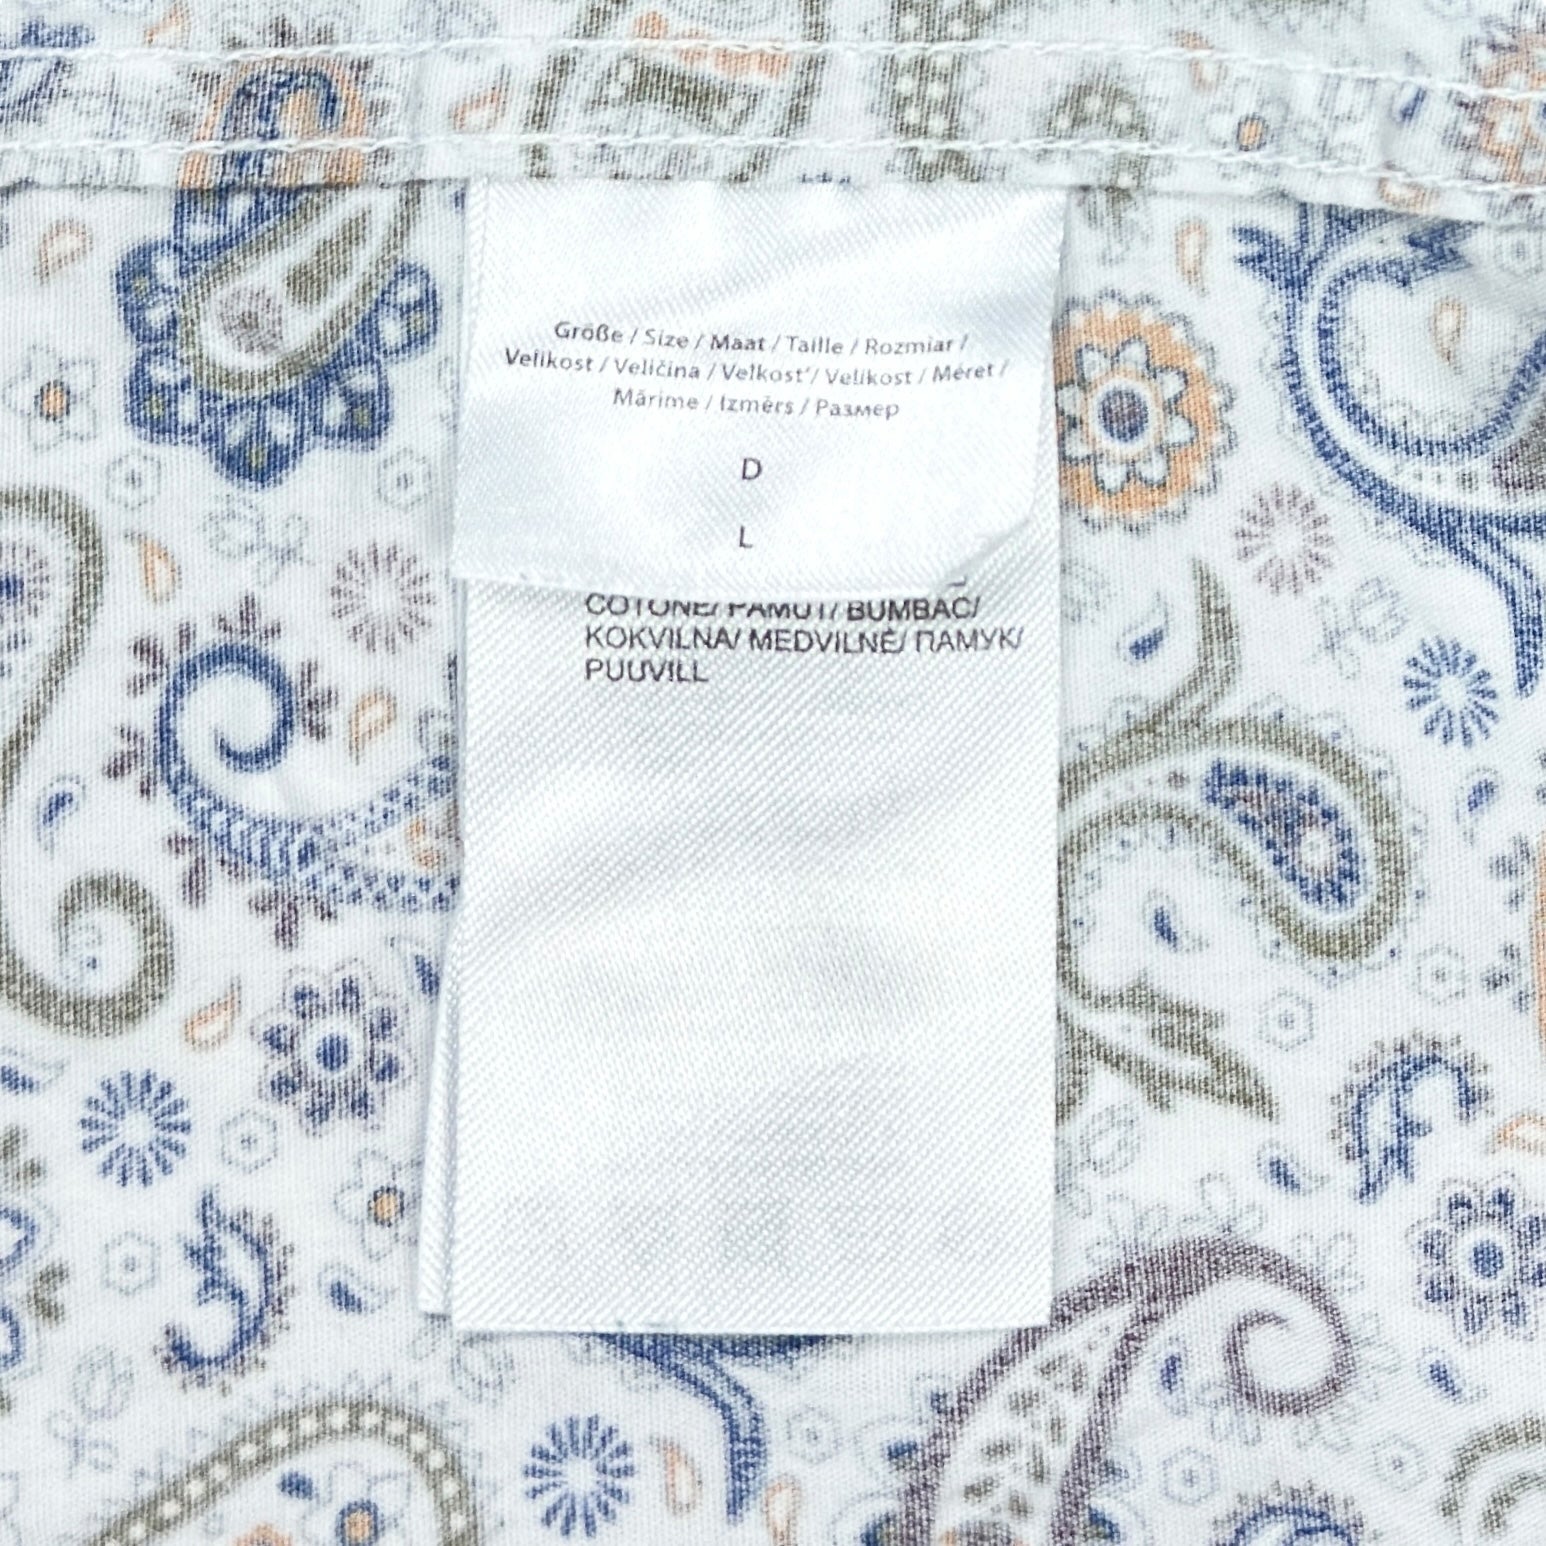 Größe / Size / Maat / Taille / Rozmiar /
Velikost / Veličina / Veľkosť / Velikost / Méret /
Mărime / Izmērs / Размер
D
L
COTONE/ PAMUT/ BUMBAC/
KOKVILNA/ MEDVILNĖ/ ПАМУК/
PUUVILL